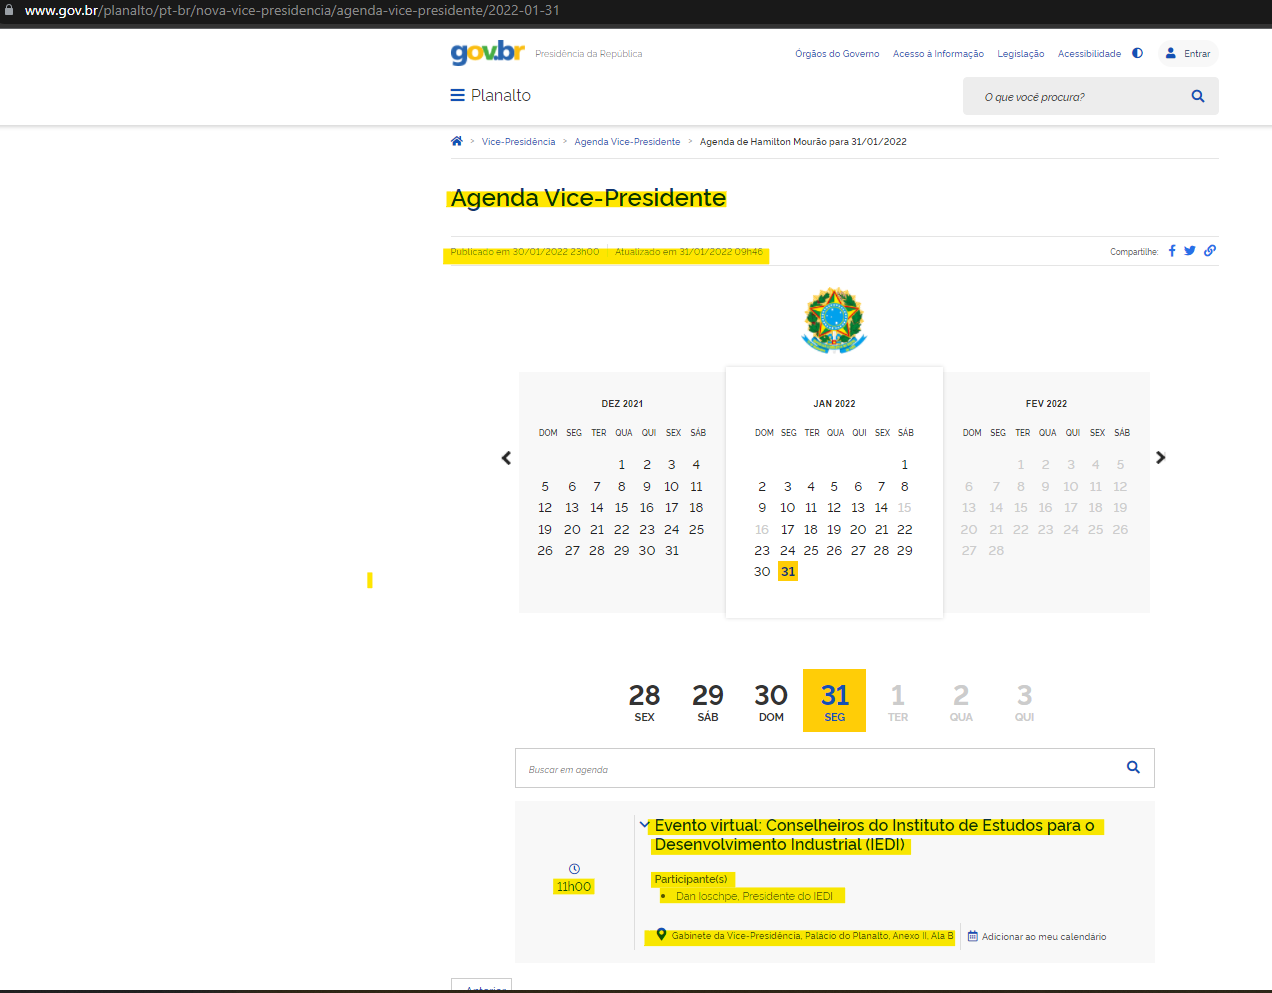 www.gov.br/planalto/pt-br/nova-vice-presidencia/agenda-vice-presidente/2022-01-31
gov.br Presidência da República Órgãos do Governo Acesso à Informação Legislação Acessibilidade Entrar
Planalto O que você procura?
> Vice-Presidência > Agenda Vice-Presidente > Agenda de Hamilton Mourão para 31/01/2022
Agenda Vice-Presidente
Publicado em 30/01/2022 23h00 Atualizado em 31/01/2022 09h46 Compartilhe:
DEZ 2021 JAN 2022 FEV 2022
DOM SEG TER QUA QUI SEX SÁB DOM SEG TER QUA QUI SEX SÁB DOM SEG TER QUA QUI SEX SÁB
1 2 3 4 1 1 2 3 4 5
5 6 7 8 9 10 11 2 3 4 5 6 7 8 6 7 8 9 10 11 12
12 13 14 15 16 17 18 9 10 11 12 13 14 15 13 14 15 16 17 18 19
19 20 21 22 23 24 25 16 17 18 19 20 21 22 20 21 22 23 24 25 26
26 27 28 29 30 31 23 24 25 26 27 28 29 27 28
30 31
28 29 30 31 1 2 3
SEX SÁB DOM SEG TER QUA QUI
Buscar em agenda
Evento virtual: Conselheiros do Instituto de Estudos para o
Desenvolvimento Industrial (IEDI)
11h00
Participante(s)
• Dan Ioschpe, Presidente do IEDI
Gabinete da Vice-Presidência, Palácio do Planalto, Anexo II, Ala B Adicionar ao meu calendário
Anterior